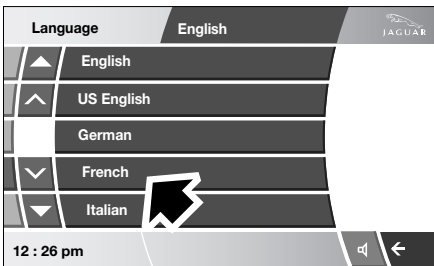 Language English JAGUAR
English
US English
German
French
Italian
12 : 26 pm